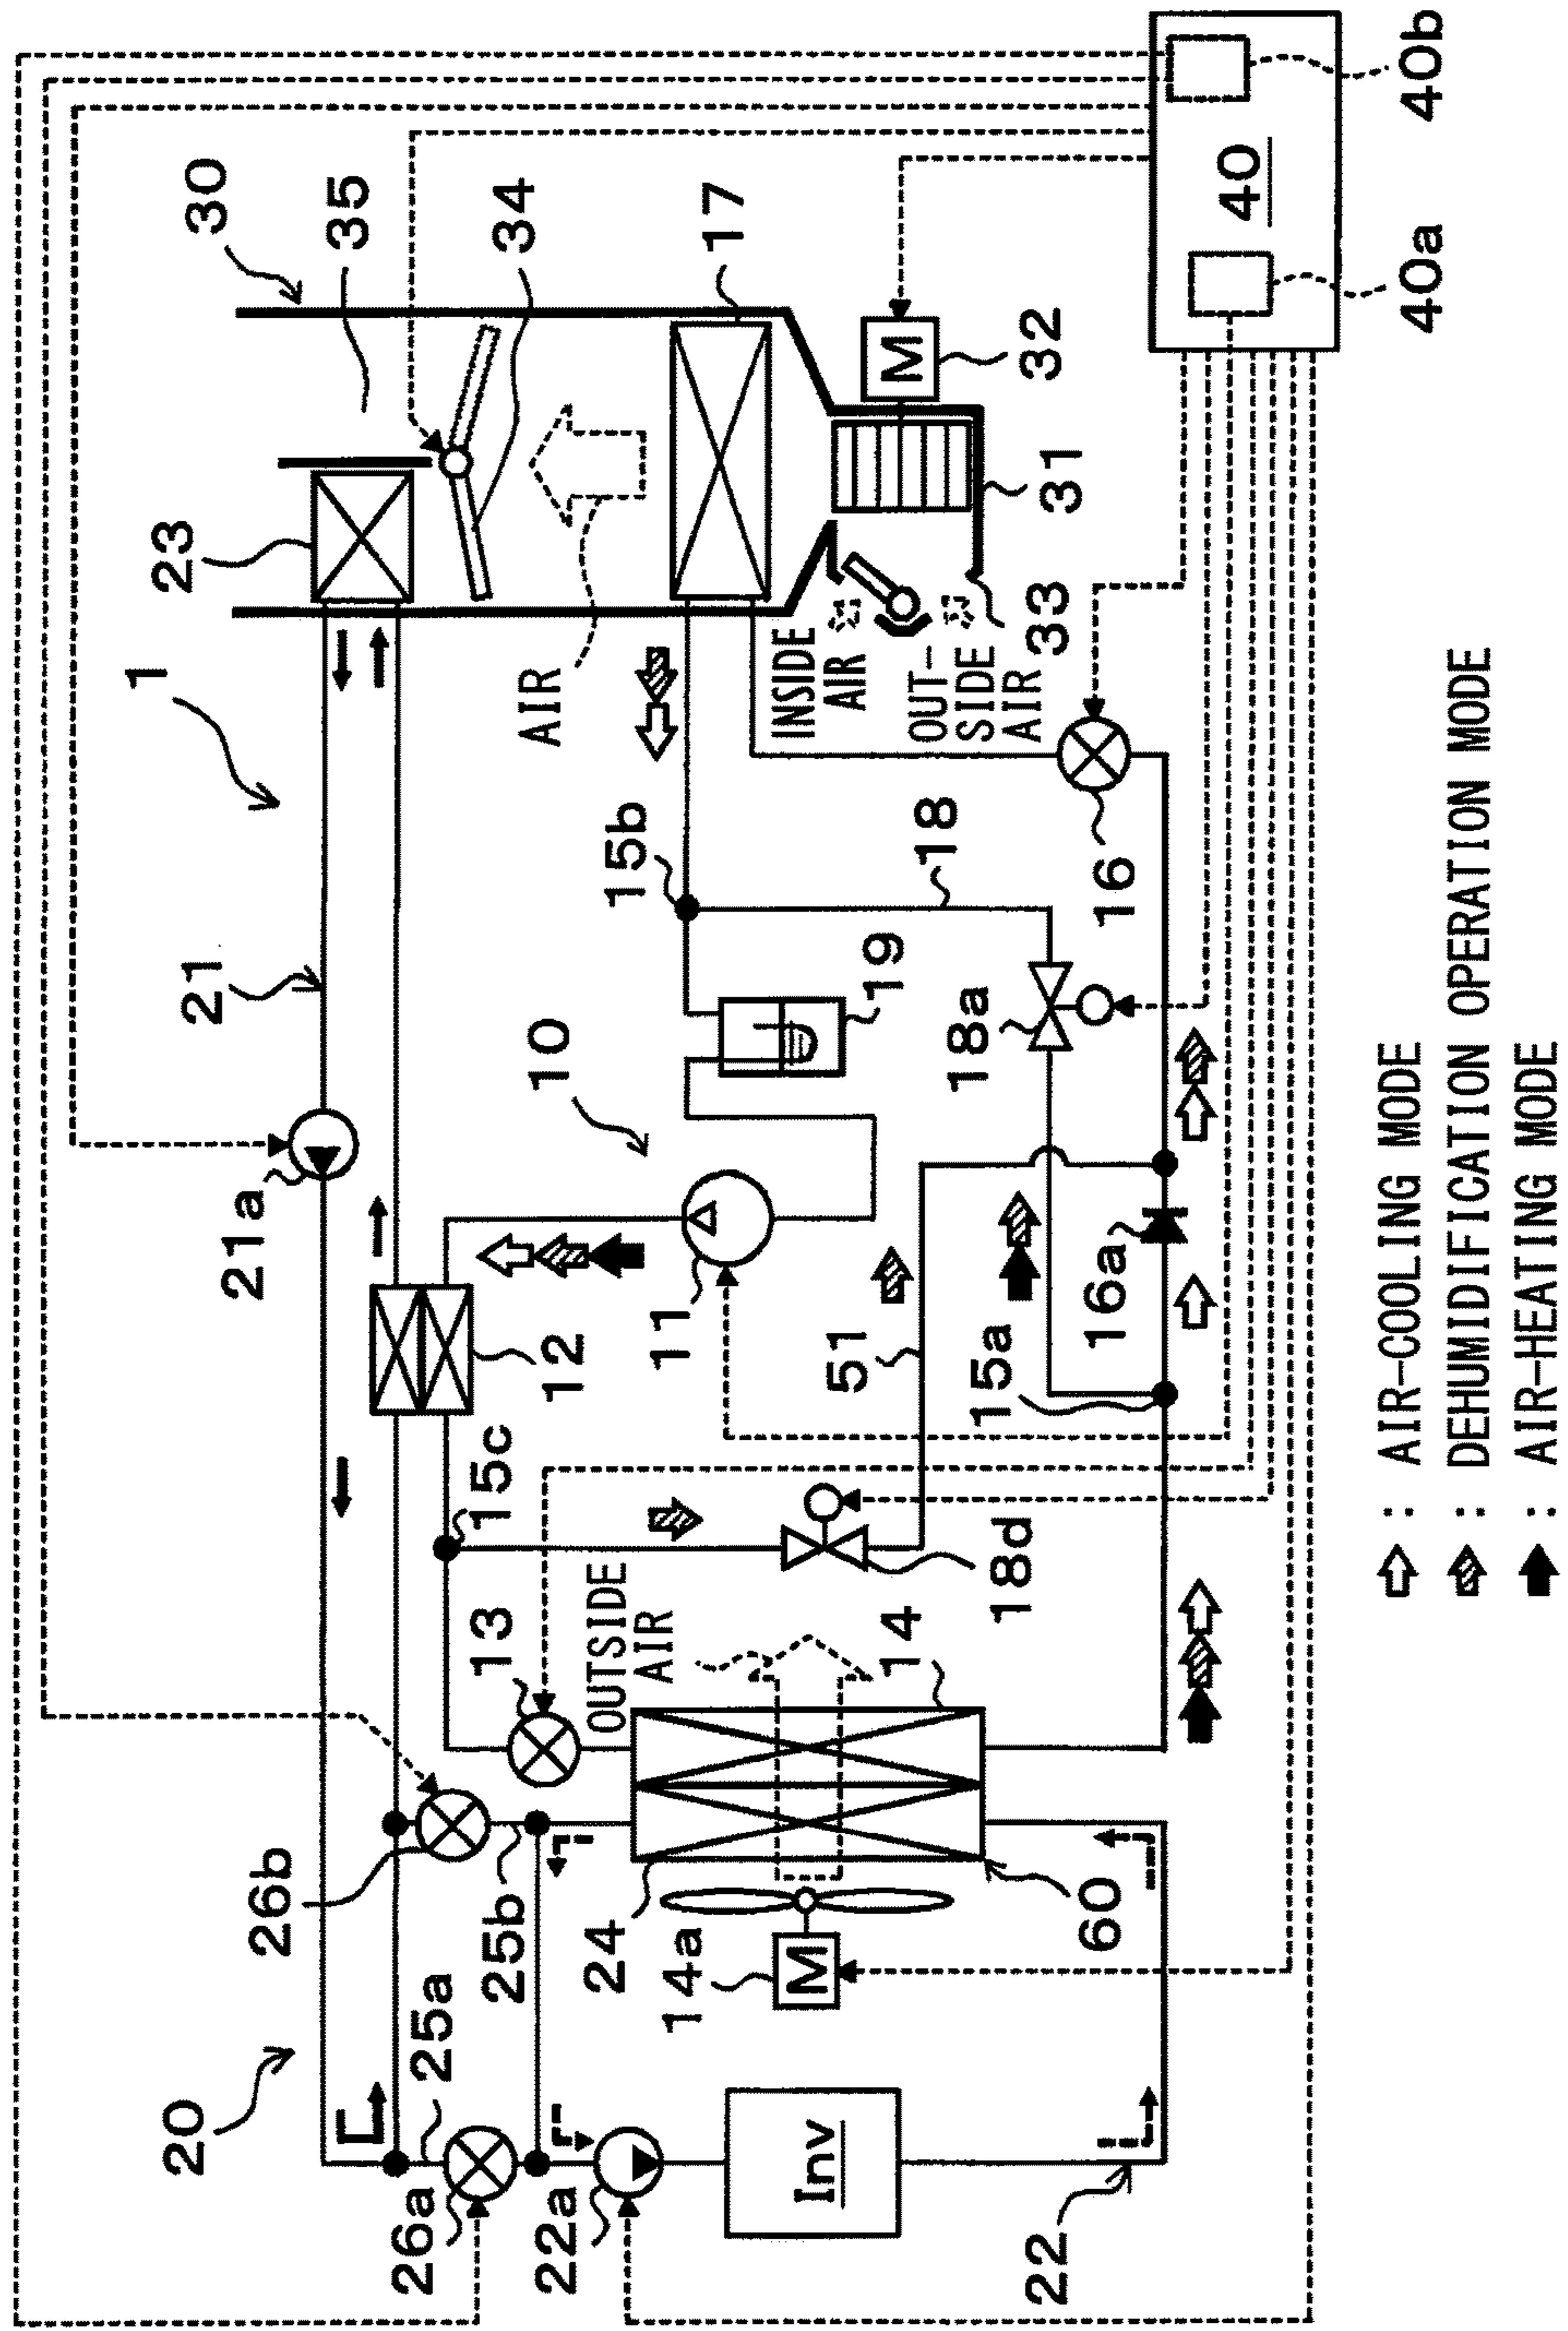 1
30
35
34
17
23
AIR
INSIDE
AIR
OUT-
SIDE
AIR
M
32
31
33
40b
40
40a
21
21a
10
15b
18
19
18a
16
16a
11
12
51
15a
15c
13
OUTSIDE
AIR
14
18d
20
26b
25b
25a
24
14a
M
60
26a
22a
Inv
22
: AIR-COOLING MODE
: DEHUMIDIFICATION OPERATION MODE
: AIR-HEATING MODE